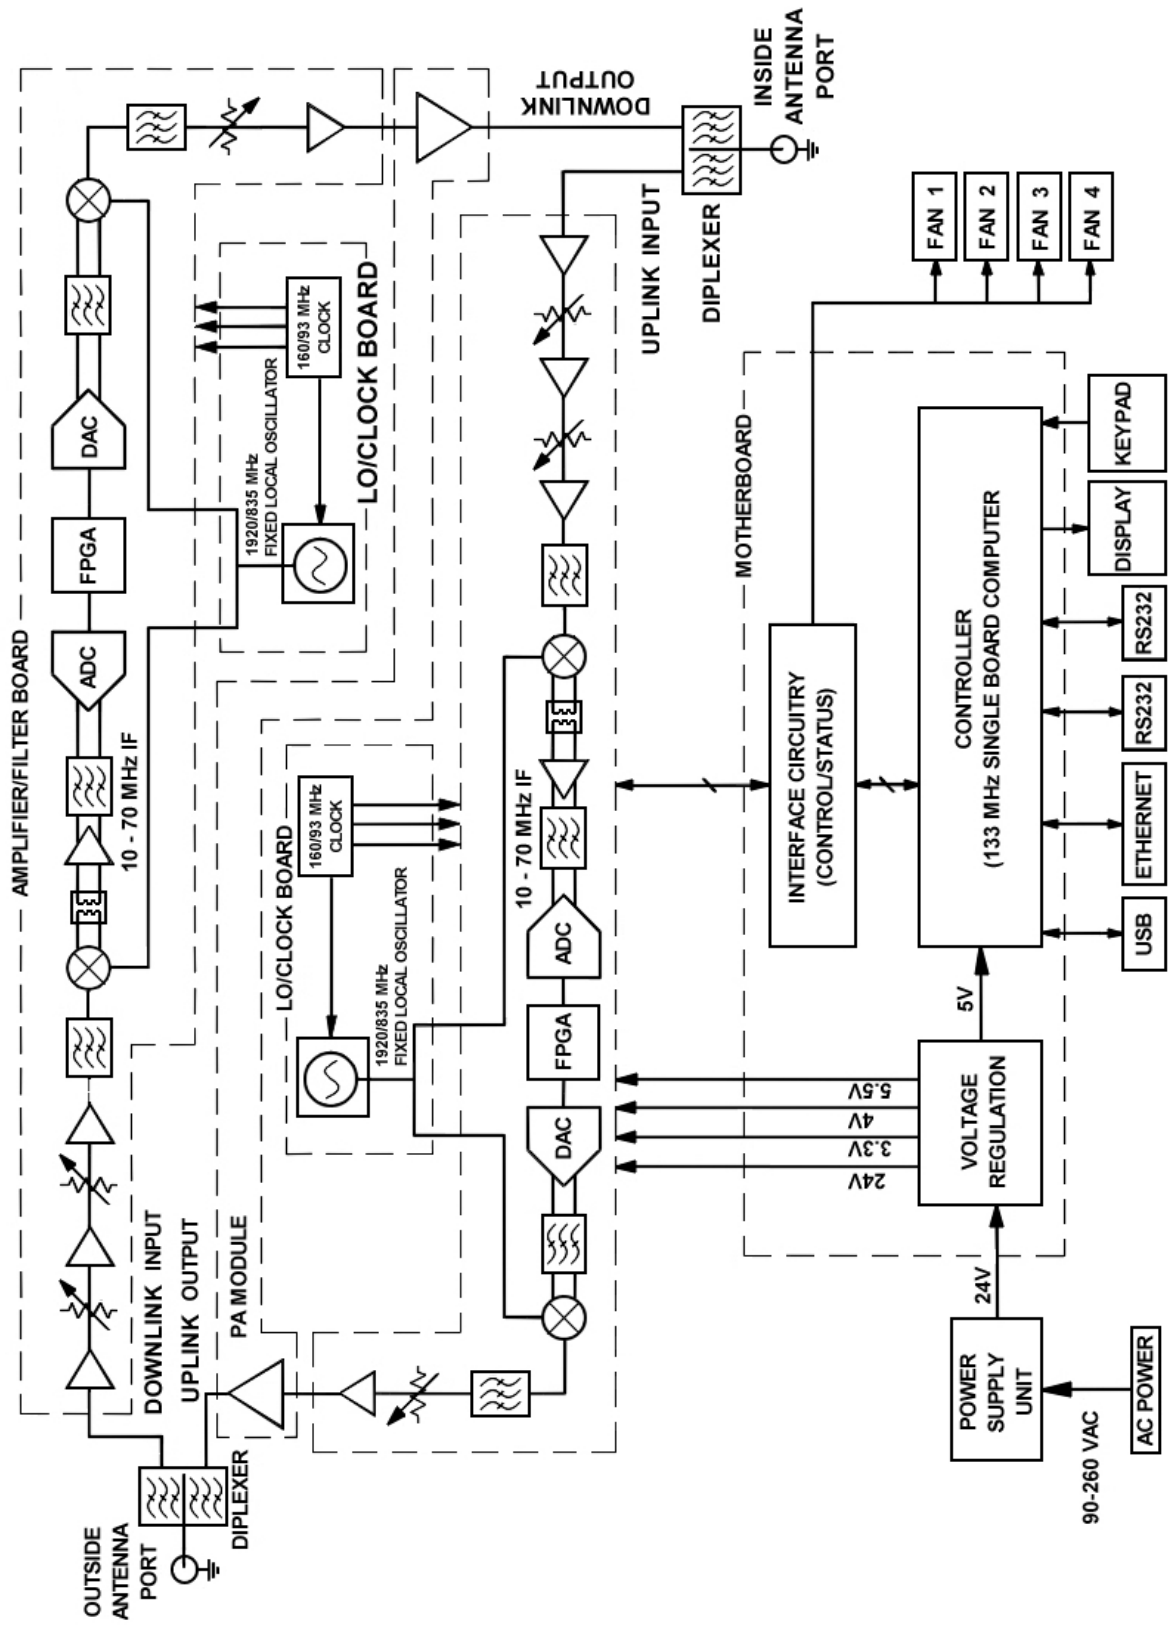 AMPLIFIER/FILTER BOARD
DAC
FPGA
ADC
10 - 70 MHz IF
160/93 MHz
CLOCK
1920/835 MHz
FIXED LOCAL OSCILLATOR
LO/CLOCK BOARD
DOWNLINK
OUTPUT
INSIDE
ANTENNA
PORT
DIPLEXER
UPLINK INPUT
LO/CLOCK BOARD
160/93 MHz
CLOCK
1920/835 MHz
FIXED LOCAL OSCILLATOR
10 - 70 MHz IF
ADC
FPGA
DAC
DOWNLINK INPUT
UPLINK OUTPUT
PA MODULE
OUTSIDE
ANTENNA
PORT
DIPLEXER
MOTHERBOARD
INTERFACE CIRCUITRY
(CONTROL/STATUS)
CONTROLLER
(133 MHz SINGLE BOARD COMPUTER)
FAN 1
FAN 2
FAN 3
FAN 4
KEYPAD
DISPLAY
RS232
RS232
ETHERNET
USB
5V
5.5V
4V
3.3V
24V
VOLTAGE
REGULATION
24V
POWER
SUPPLY
UNIT
90-260 VAC
AC POWER